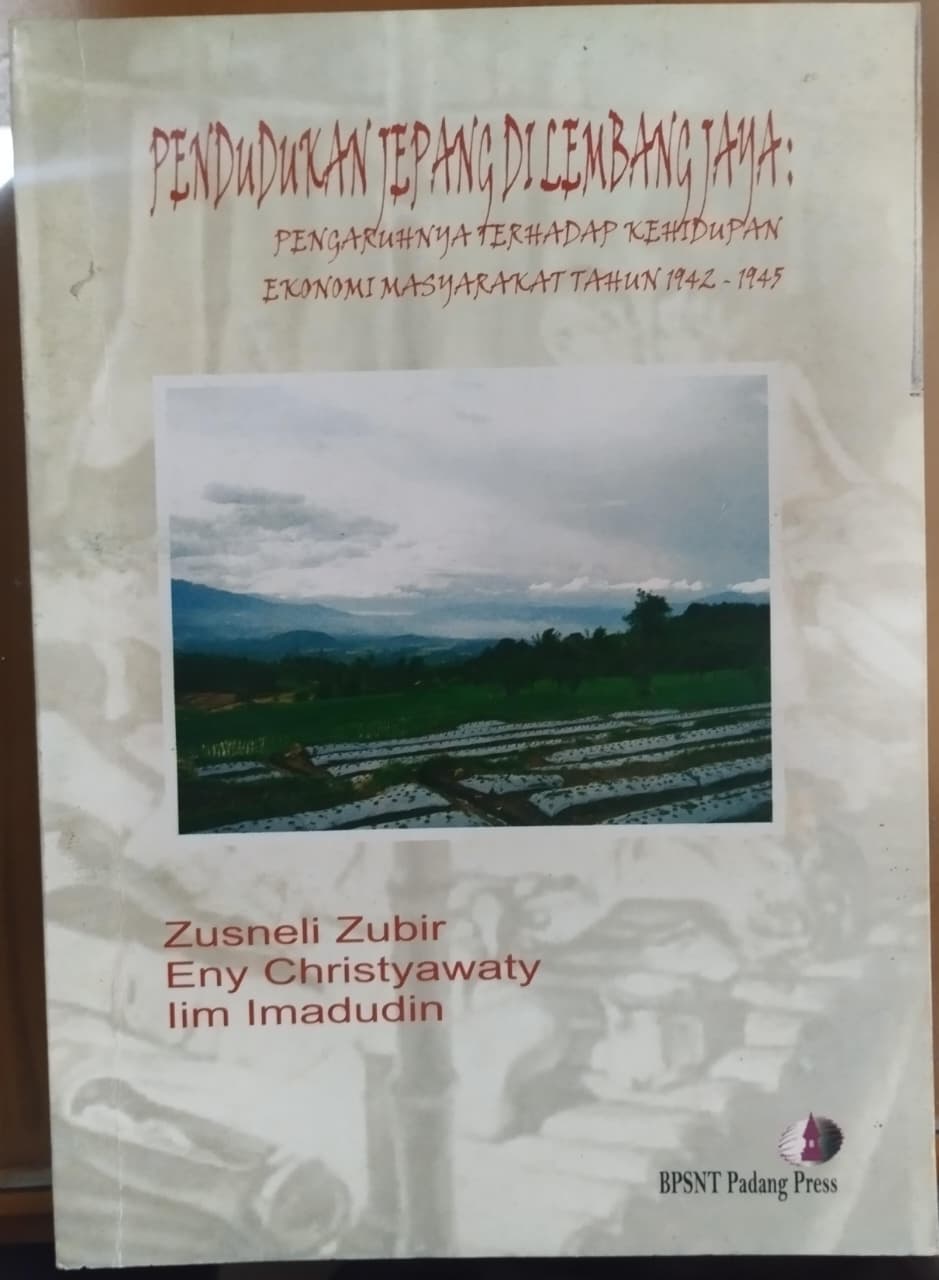 PENDUDUKAN JEPANG DI LEMBANG JAYA:
PENGARUHNYA TERHADAP KEHIDUPAN
EKONOMI MASYARAKAT TAHUN 1942 - 1945
Zusneli Zubir
Eny Christyawaty
Iim Imadudin
BPSNT Padang Press